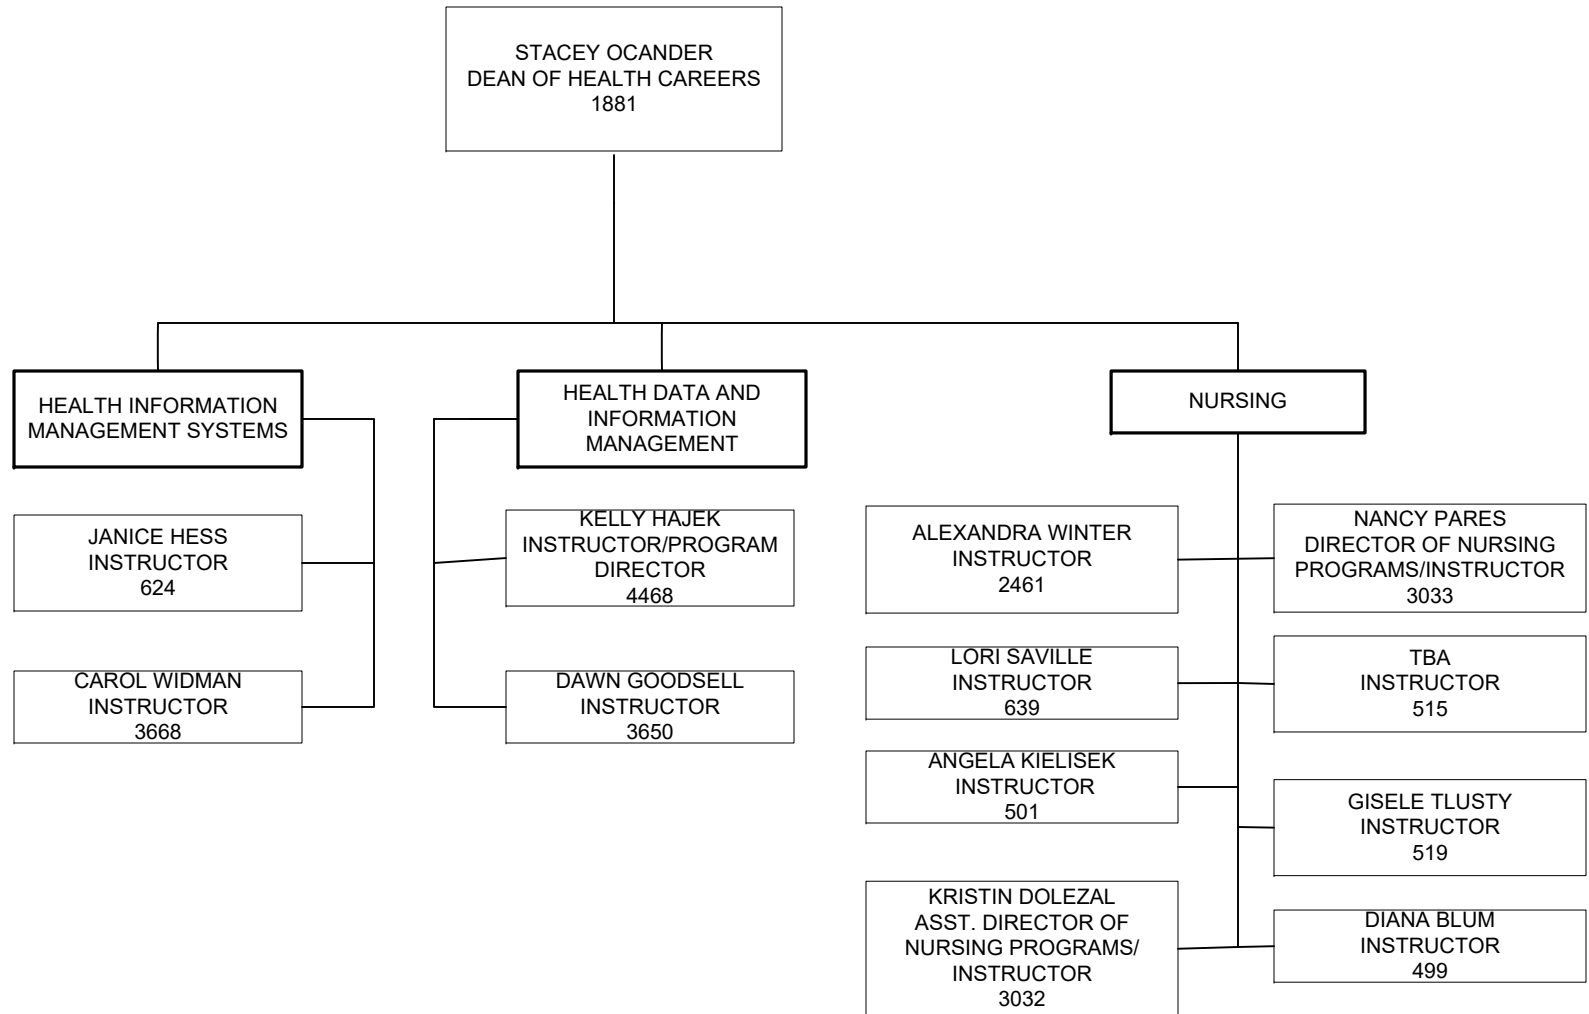 STACEY OCANDER
DEAN OF HEALTH CAREERS
1881
HEALTH INFORMATION
MANAGEMENT SYSTEMS
HEALTH DATA AND
INFORMATION
MANAGEMENT
NURSING
JANICE HESS
INSTRUCTOR
624
KELLY HAJEK
INSTRUCTOR/PROGRAM
DIRECTOR
4468
ALEXANDRA WINTER
INSTRUCTOR
2461
NANCY PARES
DIRECTOR OF NURSING
PROGRAMS/INSTRUCTOR
3033
CAROL WIDMAN
INSTRUCTOR
3668
DAWN GOODSELL
INSTRUCTOR
3650
LORI SAVILLE
INSTRUCTOR
639
TBA
INSTRUCTOR
515
ANGELA KIELISEK
INSTRUCTOR
501
GISELE TLUSTY
INSTRUCTOR
519
KRISTIN DOLEZAL
ASST. DIRECTOR OF
NURSING PROGRAMS/
INSTRUCTOR
3032
DIANA BLUM
INSTRUCTOR
499